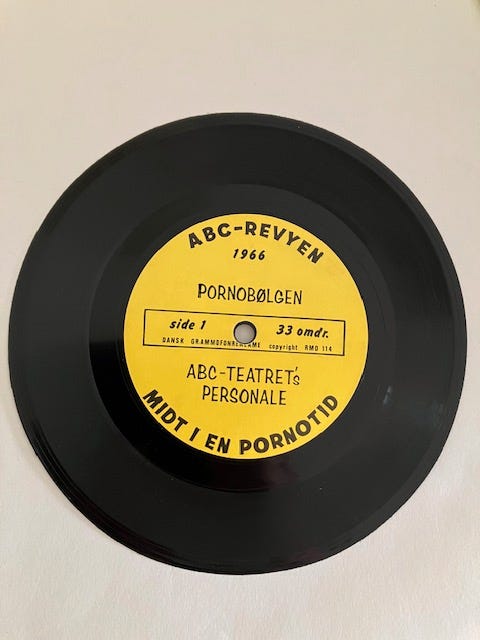 ABC-REVYEN
1966
PORNOBØLGEN
side 1 33 omdr.
DANSK GRAMMOFONREKLAME copyright RMD 114
ABC-TEATRET's
PERSONALE
MIDT I EN PORNOTID